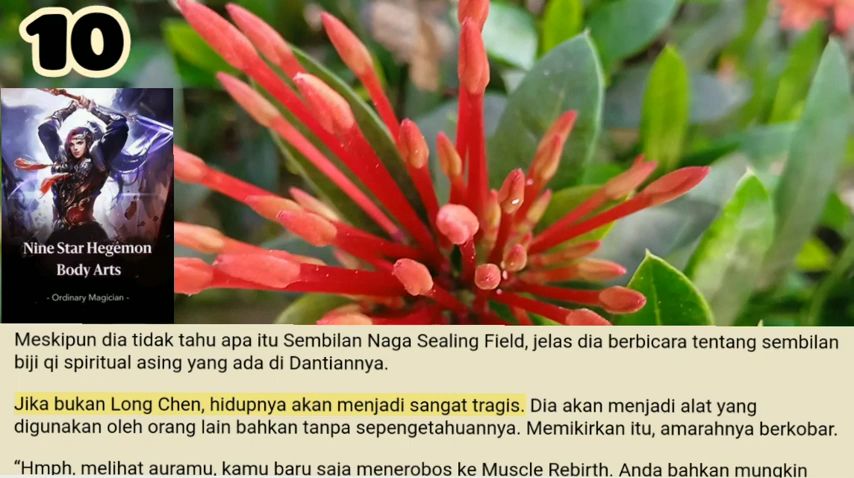 10
Nine Star Hegemon
Body Arts
- Ordinary Magician -
Meskipun dia tidak tahu apa itu Sembilan Naga Sealing Field, jelas dia berbicara tentang sembilan
biji qi spiritual asing yang ada di Dantiannya.
Jika bukan Long Chen, hidupnya akan menjadi sangat tragis. Dia akan menjadi alat yang
digunakan oleh orang lain bahkan tanpa sepengetahuannya. Memikirkan itu, amarahnya berkobar.
“Hmph, melihat auramu, kamu baru saja menerobos ke Muscle Rebirth. Anda bahkan mungkin